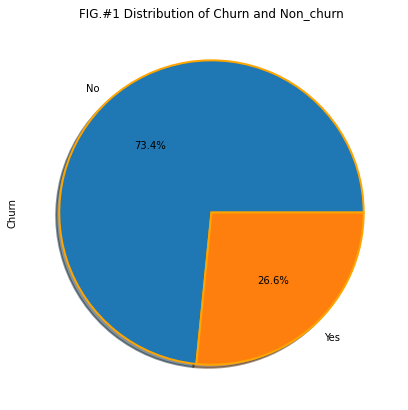 FIG.#1 Distribution of Churn and Non_churn
No
73.4%
Churn
26.6%
Yes